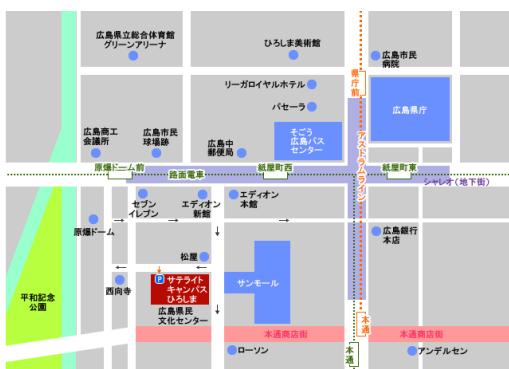 広島県立総合体育館
グリーンアリーナ
ひろしま美術館
広島市民
病院
県庁前
リーガロイヤルホテル
パセーラ
広島県庁
そごう
広島バス
センター
アストラムライン
広島商工
会議所
広島市民
球場跡
広島中
郵便局
原爆ドーム前
路面電車
紙屋町西
紙屋町東
シャレオ(地下街)
セブン
イレブン
エディオン
新館
エディオン
本館
原爆ドーム
広島銀行
本店
松屋
P
サテライト
キャンパス
ひろしま
サンモール
西向寺
平和記念
公園
広島県民
文化センター
本通
本通商店街
本通商店街
ローソン
本通
アンデルセン